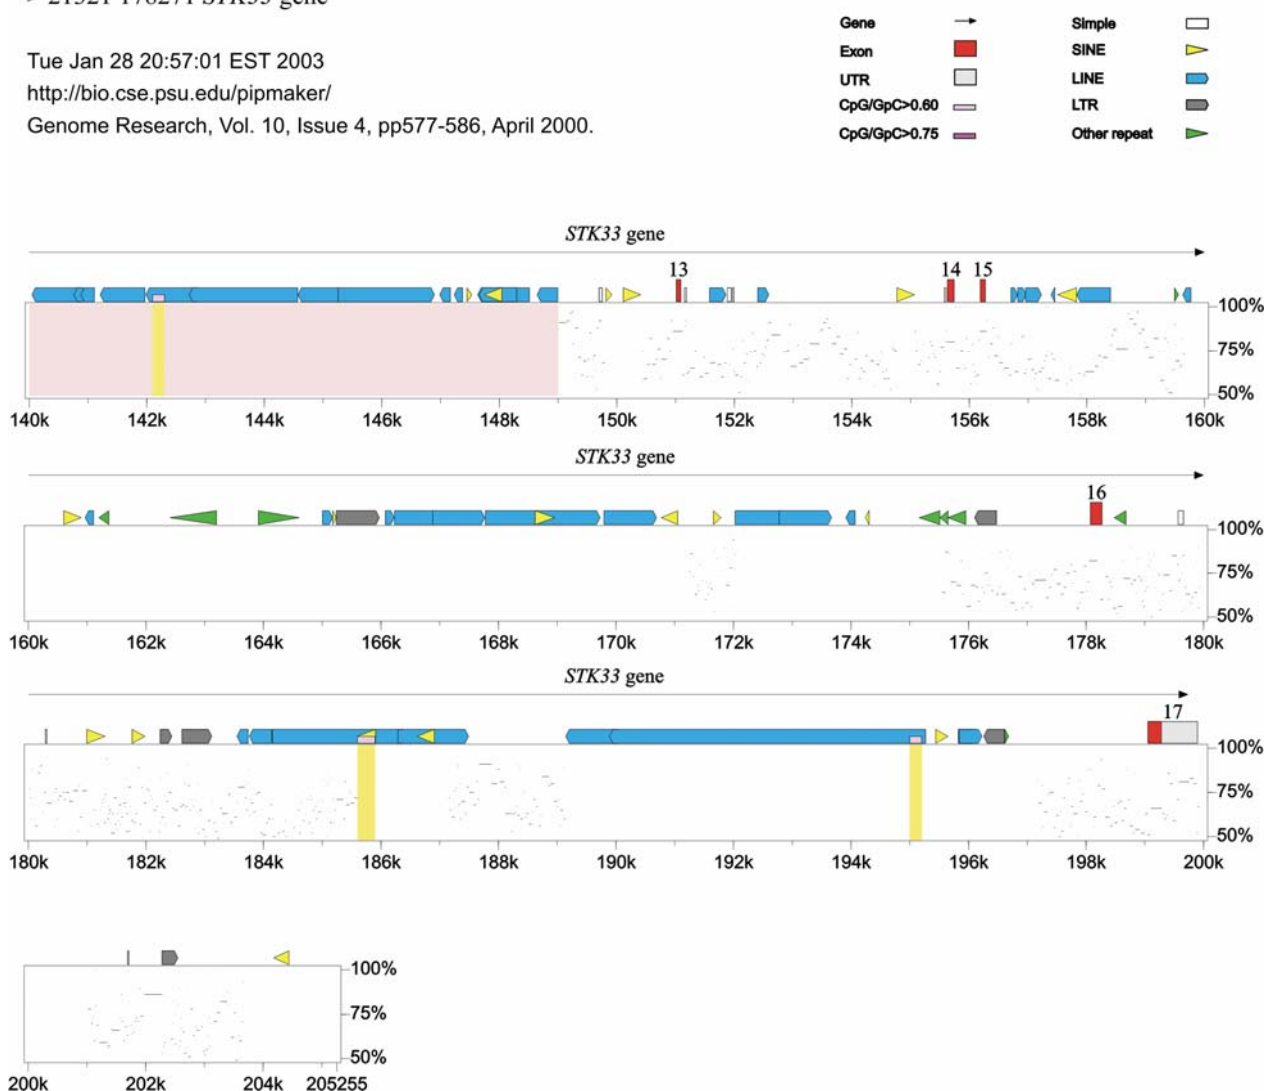 > 21321-178271 STK33 gene
Tue Jan 28 20:57:01 EST 2003
http://bio.cse.psu.edu/pipmaker/
Genome Research, Vol. 10, Issue 4, pp577-586, April 2000.
Gene
Exon
UTR
CpG/GpC>0.60
CpG/GpC>0.75
Simple
SINE
LINE
LTR
Other repeat
STK33 gene
13 14 15
100%
75%
50%
140k 142k 144k 146k 148k 150k 152k 154k 156k 158k 160k
STK33 gene
16
100%
75%
50%
160k 162k 164k 166k 168k 170k 172k 174k 176k 178k 180k
STK33 gene
17
100%
75%
50%
180k 182k 184k 186k 188k 190k 192k 194k 196k 198k 200k
100%
75%
50%
200k 202k 204k 205255